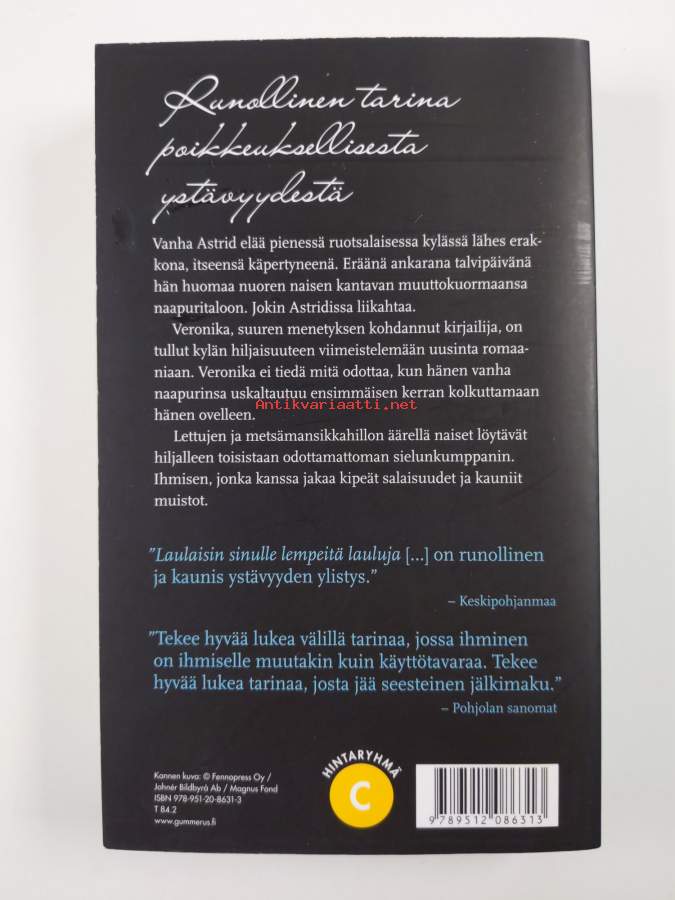 Runollinen tarina
poikkeuksellisesta
ystävyydestä
Vanha Astrid elää pienessä ruotsalaisessa kylässä lähes erak-
kona, itseensä käpertyneenä. Eräänä ankarana talvipäivänä
hän huomaa nuoren naisen kantavan muuttokuormaansa
naapuritaloon. Jokin Astridissa liikahtaa.
Veronika, suuren menetyksen kohdannut kirjailija, on
tullut kylän hiljaisuuteen viimeistelemään uusinta romaa-
niaan. Veronika ei tiedä mitä odottaa, kun hänen vanha
naapurinsa uskaltautuu ensimmäisen kerran kolkuttamaan
Antikvariaatti.net
hänen ovelleen.
Lettujen ja metsämansikkahillon äärellä naiset löytävät
hiljalleen toisistaan odottamattoman sielunkumppanin.
Ihmisen, jonka kanssa jakaa kipeät salaisuudet ja kauniit
muistot.
"Laulaisin sinulle lempeitä lauluja [...] on runollinen
ja kaunis ystävyyden ylistys."
– Keskipohjanmaa
"Tekee hyvää lukea välillä tarinaa, jossa ihminen
on ihmiselle muutakin kuin käyttötavaraa. Tekee
hyvää lukea tarinaa, josta jää seesteinen jälkimaku."
– Pohjolan sanomat
Kannen kuva: © Fennopress Oy /
Johnér Bildbyrå Ab / Magnus Fond
ISBN 978-951-20-8631-3
T 84.2
www.gummerus.fi
HINTARYHMÄ
C
9 789512 086313